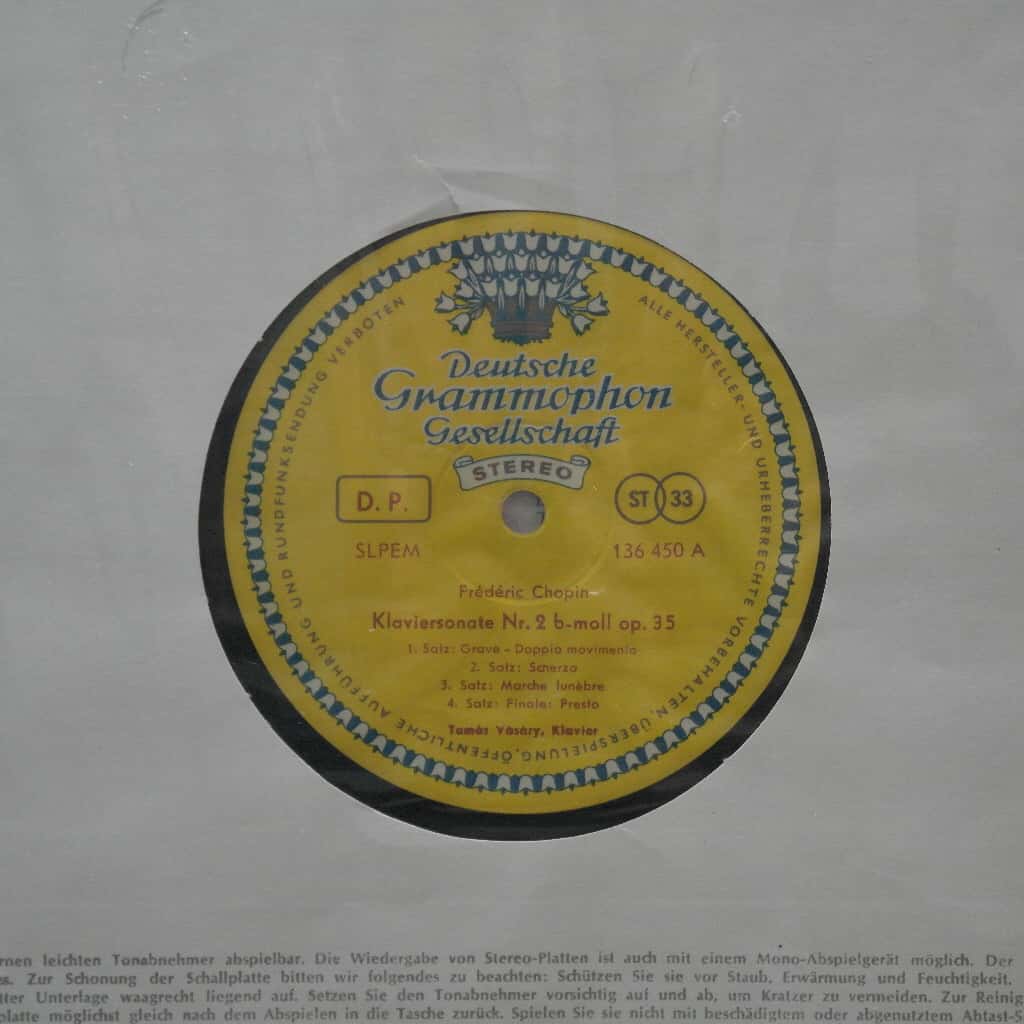 Deutsche
Grammophon
Gesellschaft
STEREO
D. P.
ST 33
SLPEM
136 450 A
Frédéric Chopin
Klaviersonate Nr. 2 b-moll op. 35
1. Satz: Grave – Doppio movimento
2. Satz: Scherzo
3. Satz: Marche funèbre
4. Satz: Finale: Presto
Tamás Vásáry, Klavier
ALLE HERSTELLER- UND URHEBERRECHTE VORBEHALTEN, ÜBERSPIELUNG, ÖFFENTLICHE AUFFÜHRUNG UND RUNDFUNKSENDUNG VERBOTEN
rnen leichten Tonabnehmer abspielbar. Die Wiedergabe von Stereo-Platten ist auch mit einem Mono-Abspielgerät möglich. Der
Zur Schonung der Schallplatte bitten wir folgendes zu beachten: Schützen Sie sie vor Staub, Erwärmung und Feuchtigkeit.
tter Unterlage waagrecht liegend auf. Setzen Sie den Tonabnehmer vorsichtig auf und ab, um Kratzer zu vermeiden. Zur Reinig
platte möglichst gleich nach dem Abspielen in die Tasche zurück. Spielen Sie sie nicht mit beschädigtem oder abgenutztem Abtast-S